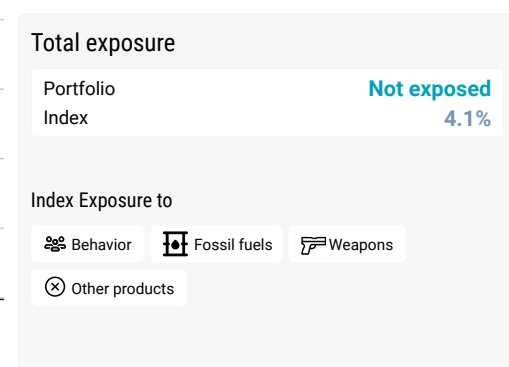 Total exposure
Portfolio Not exposed
Index 4.1%
Index Exposure to
Behavior Fossil fuels Weapons
Other products